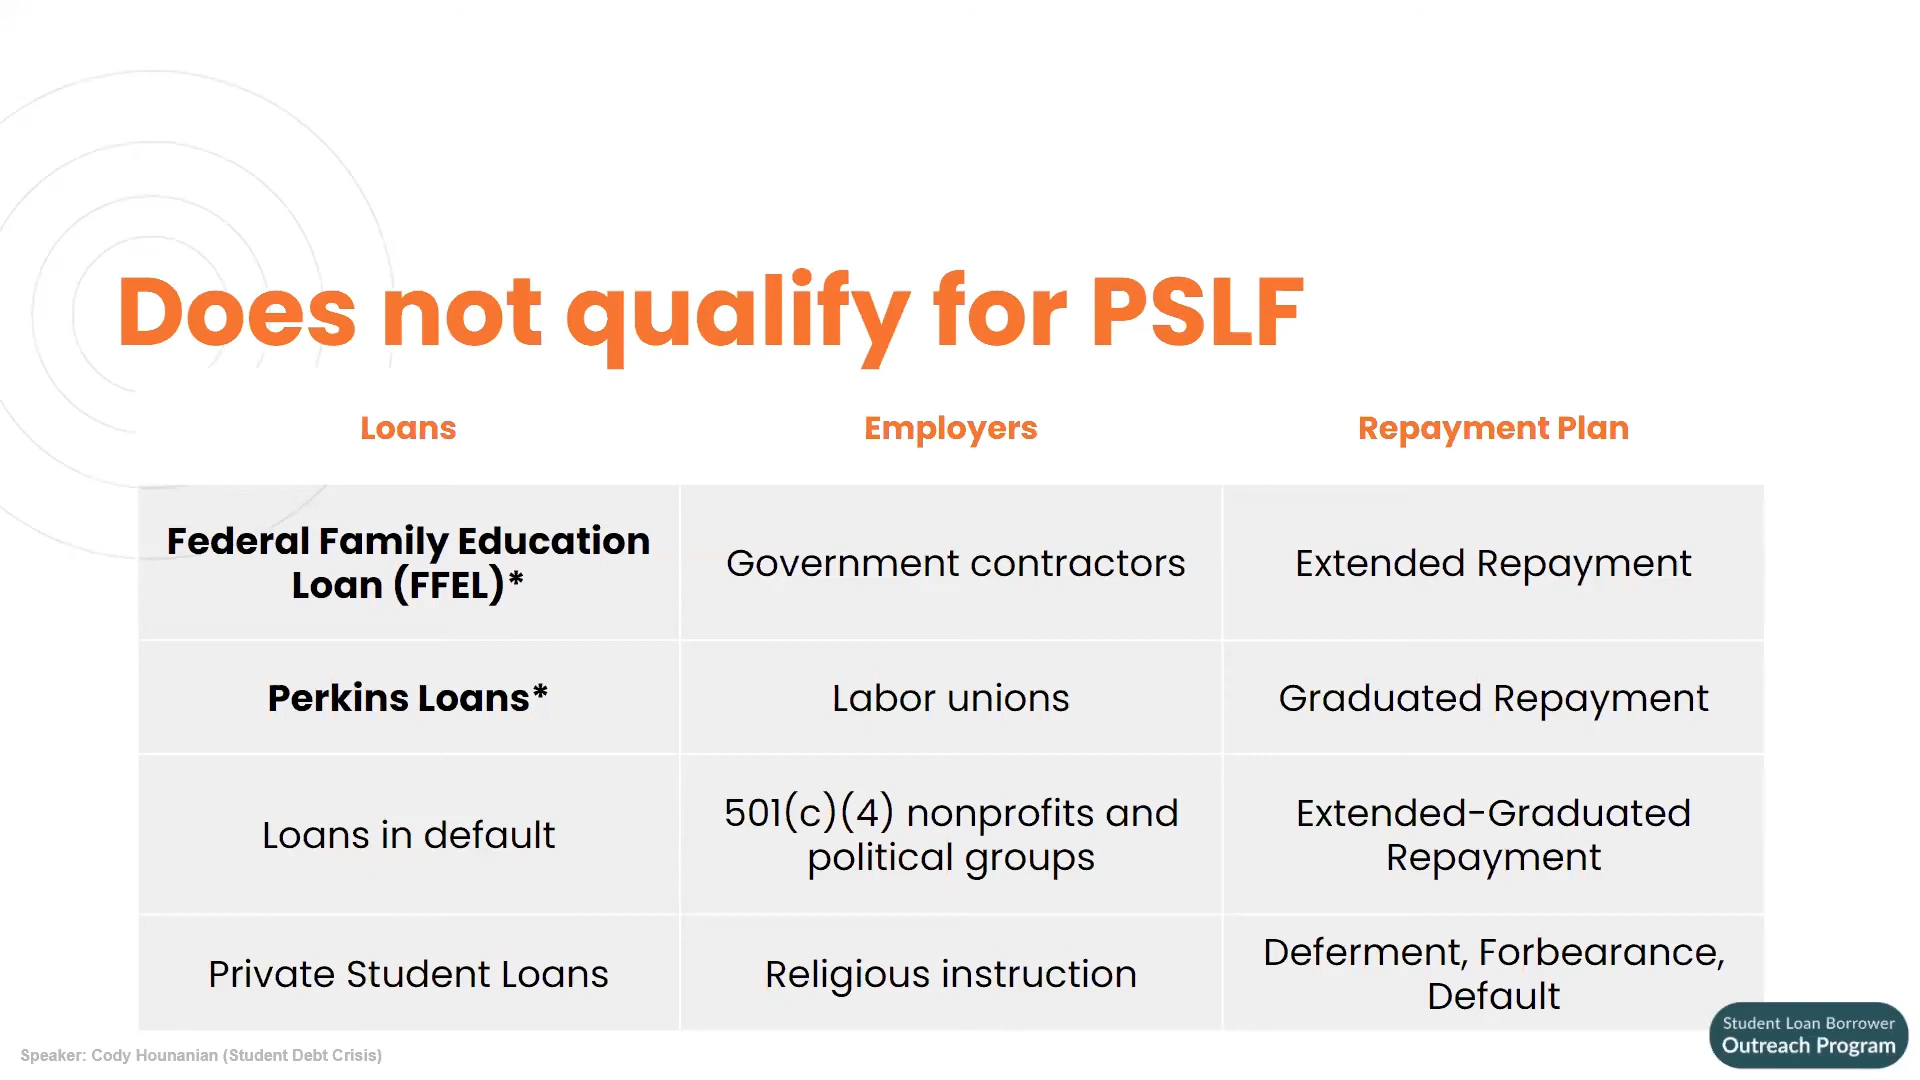 Does not qualify for PSLF
Loans
Employers
Repayment Plan
Federal Family Education
Loan (FFEL)*
Government contractors
Extended Repayment
Perkins Loans*
Labor unions
Graduated Repayment
Loans in default
501(c)(4) nonprofits and
political groups
Extended-Graduated
Repayment
Private Student Loans
Religious instruction
Deferment, Forbearance,
Default
Student Loan Borrower
Outreach Program
Speaker: Cody Hounanian (Student Debt Crisis)